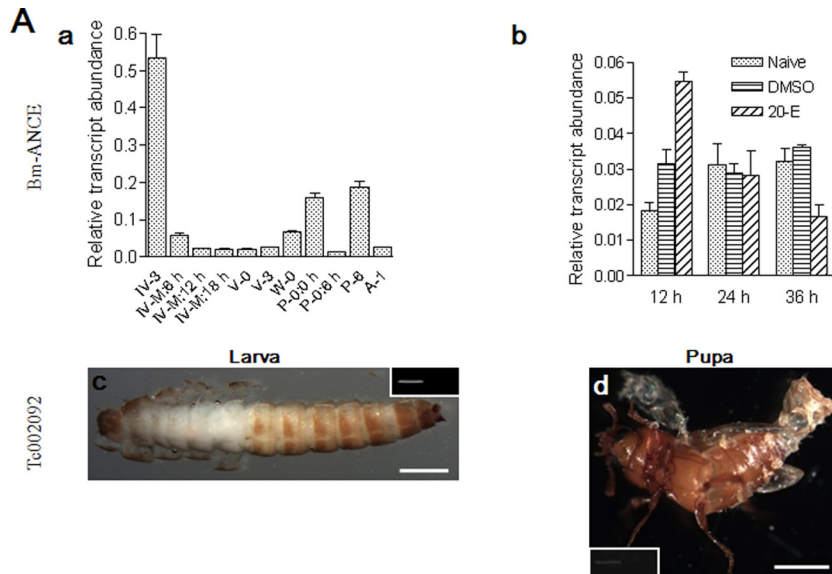 A
a
Bm-ANCE
Relative transcript abundance
0.6
0.5
0.4
0.3
0.2
0.1
0.0
IV-3
IV-M:6 h
IV-M:12 h
IV-M:18 h
V-0
V-3
W-0
P-0:0 h
P-0:6 h
P-6
A-1
b
Relative transcript abundance
0.06
0.05
0.04
0.03
0.02
0.01
0.00
Naive
DMSO
20-E
12 h 24 h 36 h
Tc002092
Larva
c
Pupa
d